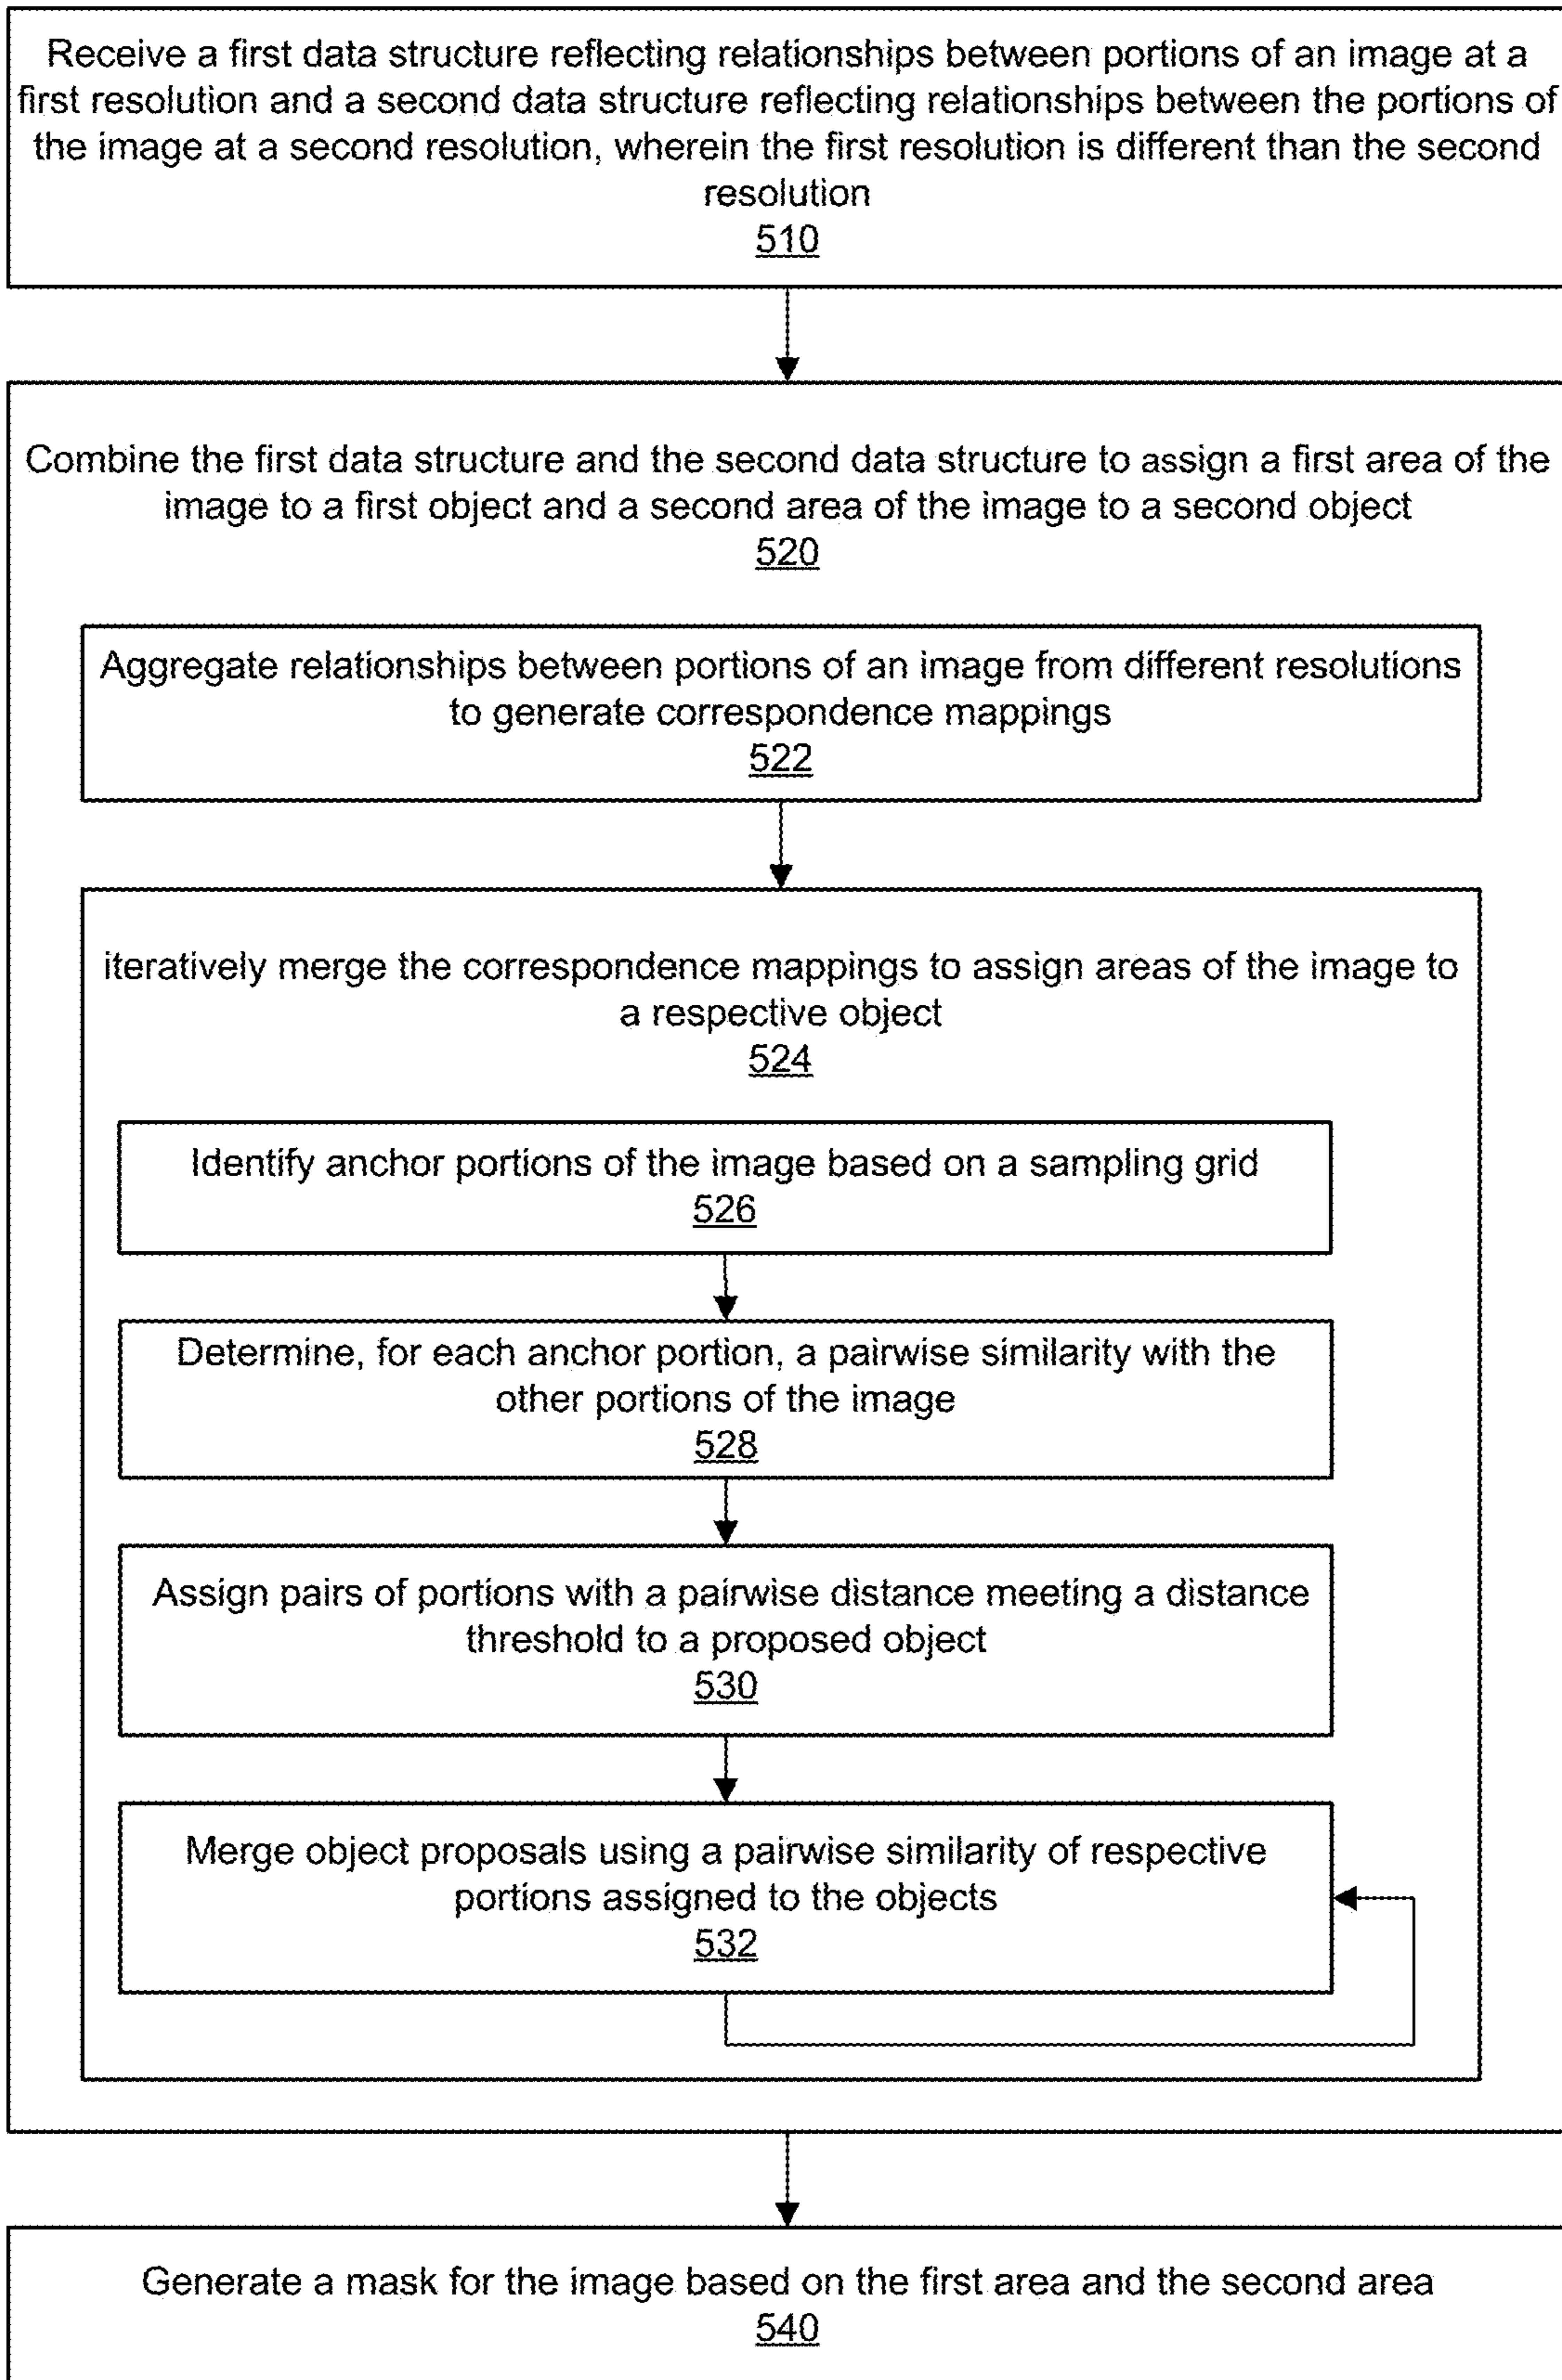 Receive a first data structure reflecting relationships between portions of an image at a
first resolution and a second data structure reflecting relationships between the portions of
the image at a second resolution, wherein the first resolution is different than the second
resolution
510
Combine the first data structure and the second data structure to assign a first area of the
image to a first object and a second area of the image to a second object
520
Aggregate relationships between portions of an image from different resolutions
to generate correspondence mappings
522
iteratively merge the correspondence mappings to assign areas of the image to
a respective object
524
Identify anchor portions of the image based on a sampling grid
526
Determine, for each anchor portion, a pairwise similarity with the
other portions of the image
528
Assign pairs of portions with a pairwise distance meeting a distance
threshold to a proposed object
530
Merge object proposals using a pairwise similarity of respective
portions assigned to the objects
532
Generate a mask for the image based on the first area and the second area
540